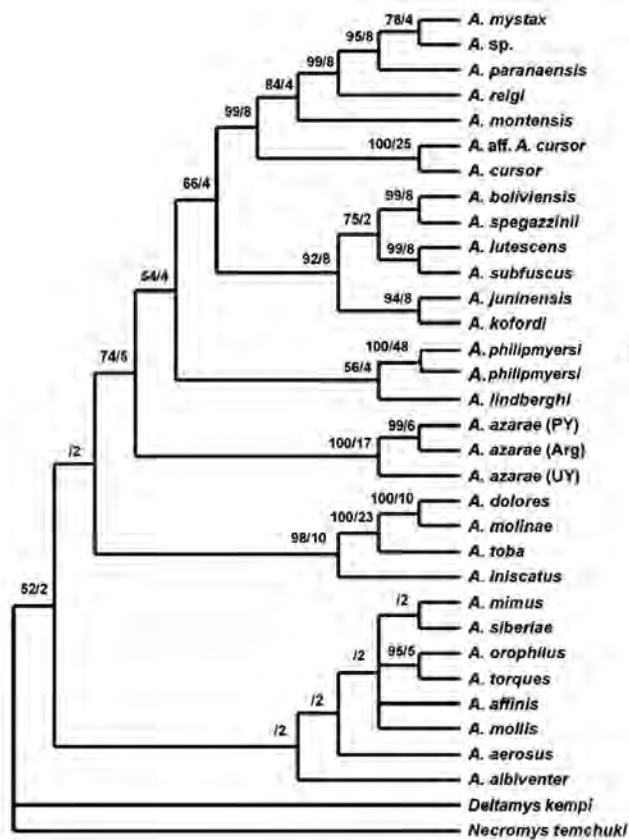 78/4
A. mystax
95/8
A. sp.
99/8
A. paranaensis
84/4
A. reigi
99/8
A. montensis
100/25
A. aff. A. cursor
A. cursor
66/4
99/8
A. boliviensis
75/2
A. spegazzinii
99/8
A. lutescens
92/8
A. subfuscus
54/4
94/8
A. juninensis
A. kofordi
100/48
A. philipmyersi
74/5
A. philipmyersi
56/4
A. lindberghi
99/6
A. azarae (PY)
100/17
A. azarae (Arg)
/2
A. azarae (UY)
100/10
A. dolores
100/23
A. molinae
98/10
A. toba
A. iniscatus
52/2
/2
A. mimus
A. siberiae
/2
95/5
A. orophilus
A. torques
/2
A. affinis
/2
A. mollis
A. aerosus
A. albiventer
Deltamys kempi
Necromys temchuki